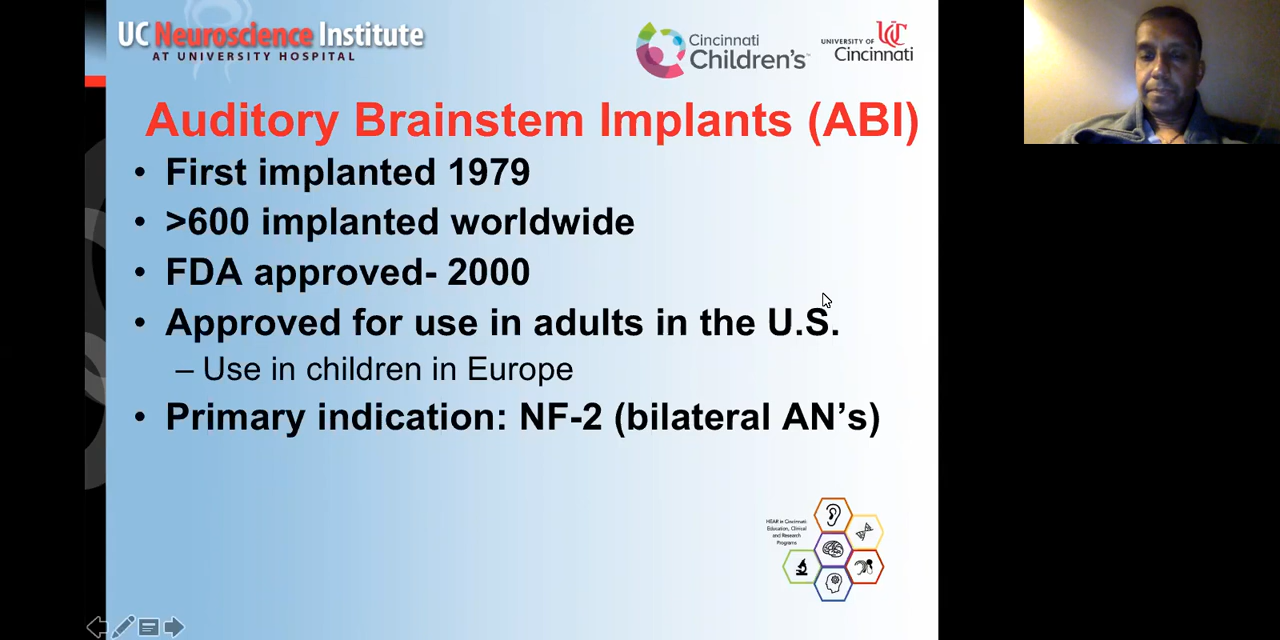 UC Neuroscience Institute
AT UNIVERSITY HOSPITAL
Cincinnati
Children's™
UC
UNIVERSITY OF
Cincinnati
Auditory Brainstem Implants (ABI)
• First implanted 1979
• >600 implanted worldwide
• FDA approved- 2000
• Approved for use in adults in the U.S.
– Use in children in Europe
• Primary indication: NF-2 (bilateral AN's)
HEAR in Cincinnati
Education, Clinical
and Research
Programs